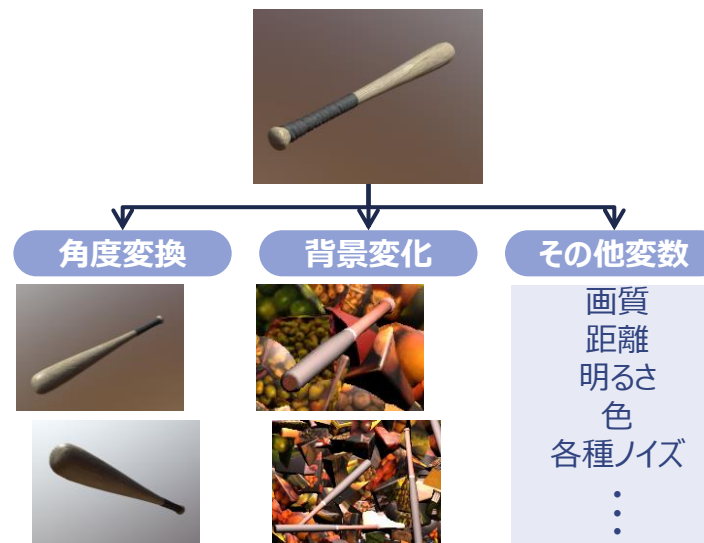 角度変換
背景変化
その他変数
画質
距離
明るさ
色
各種ノイズ
・
・
・